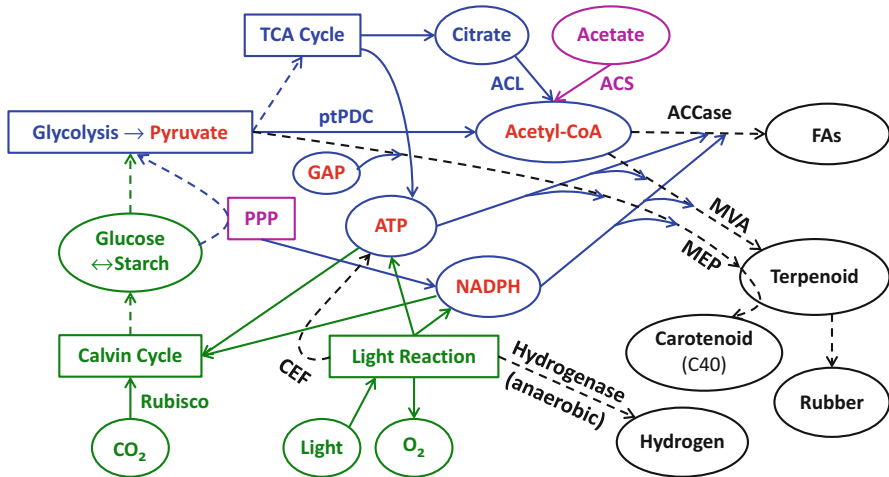 TCA Cycle
Citrate
Acetate
ACL
ACS
ptPDC
Glycolysis → Pyruvate
Acetyl-CoA
ACCase
FAs
GAP
PPP
ATP
MVA
MEP
Glucose
↔Starch
NADPH
Terpenoid
Calvin Cycle
CEF
Light Reaction
Hydrogenase
(anaerobic)
Carotenoid
(C40)
Rubisco
Rubber
CO₂
Light
O₂
Hydrogen